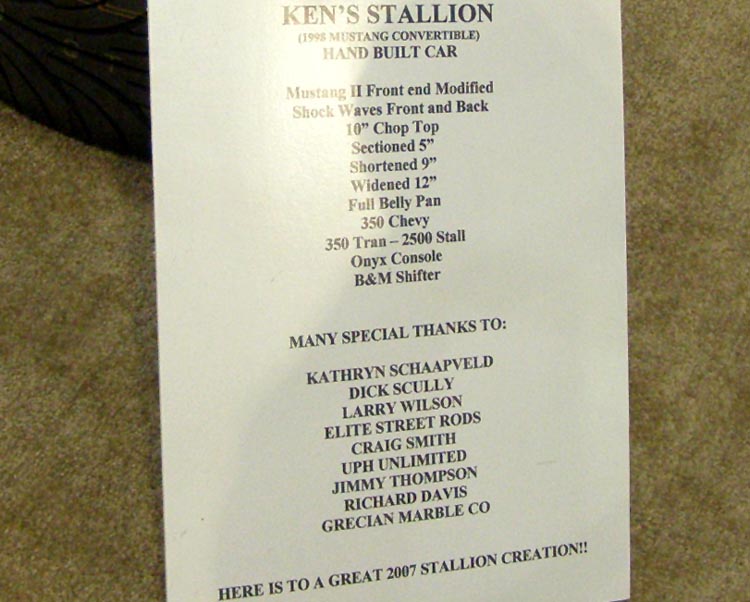 KEN'S STALLION
(1998 MUSTANG CONVERTIBLE)
HAND BUILT CAR
Mustang II Front end Modified
Shock Waves Front and Back
10” Chop Top
Sectioned 5”
Shortened 9”
Widened 12”
Full Belly Pan
350 Chevy
350 Tran – 2500 Stall
Onyx Console
B&M Shifter
MANY SPECIAL THANKS TO:
KATHRYN SCHAAPVELD
DICK SCULLY
LARRY WILSON
ELITE STREET RODS
CRAIG SMITH
UPH UNLIMITED
JIMMY THOMPSON
RICHARD DAVIS
GRECIAN MARBLE CO
HERE IS TO A GREAT 2007 STALLION CREATION!!